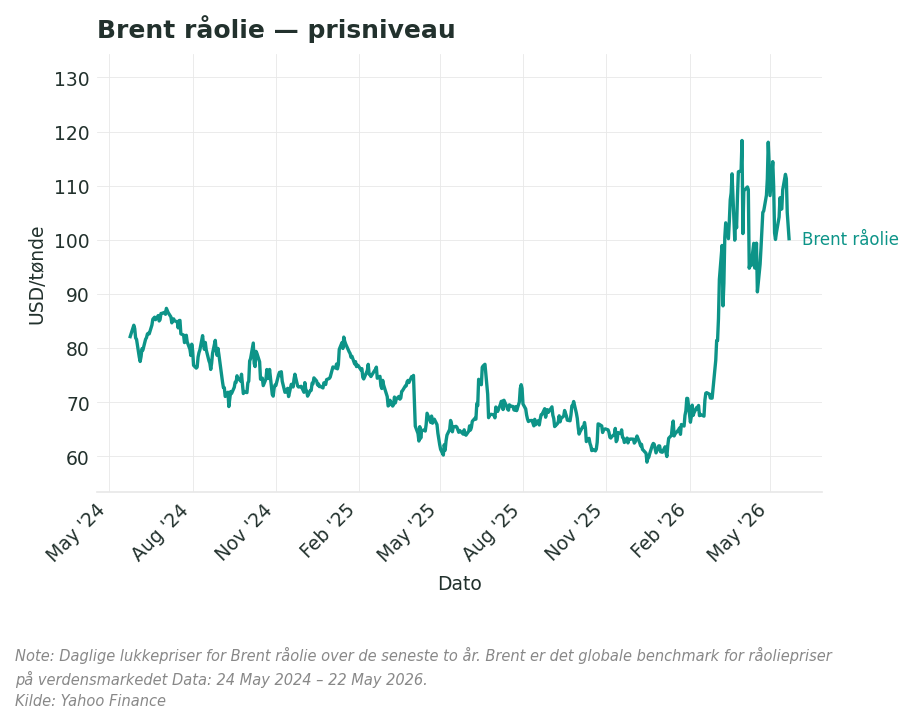 Brent råolie — prisniveau
130
120
110
100
90
80
70
60
USD/tønde
Brent råolie
May '24
Aug '24
Nov '24
Feb '25
May '25
Aug '25
Nov '25
Feb '26
May '26
Dato
Note: Daglige lukkepriser for Brent råolie over de seneste to år. Brent er det globale benchmark for råoliepriser
på verdensmarkedet Data: 24 May 2024 – 22 May 2026.
Kilde: Yahoo Finance